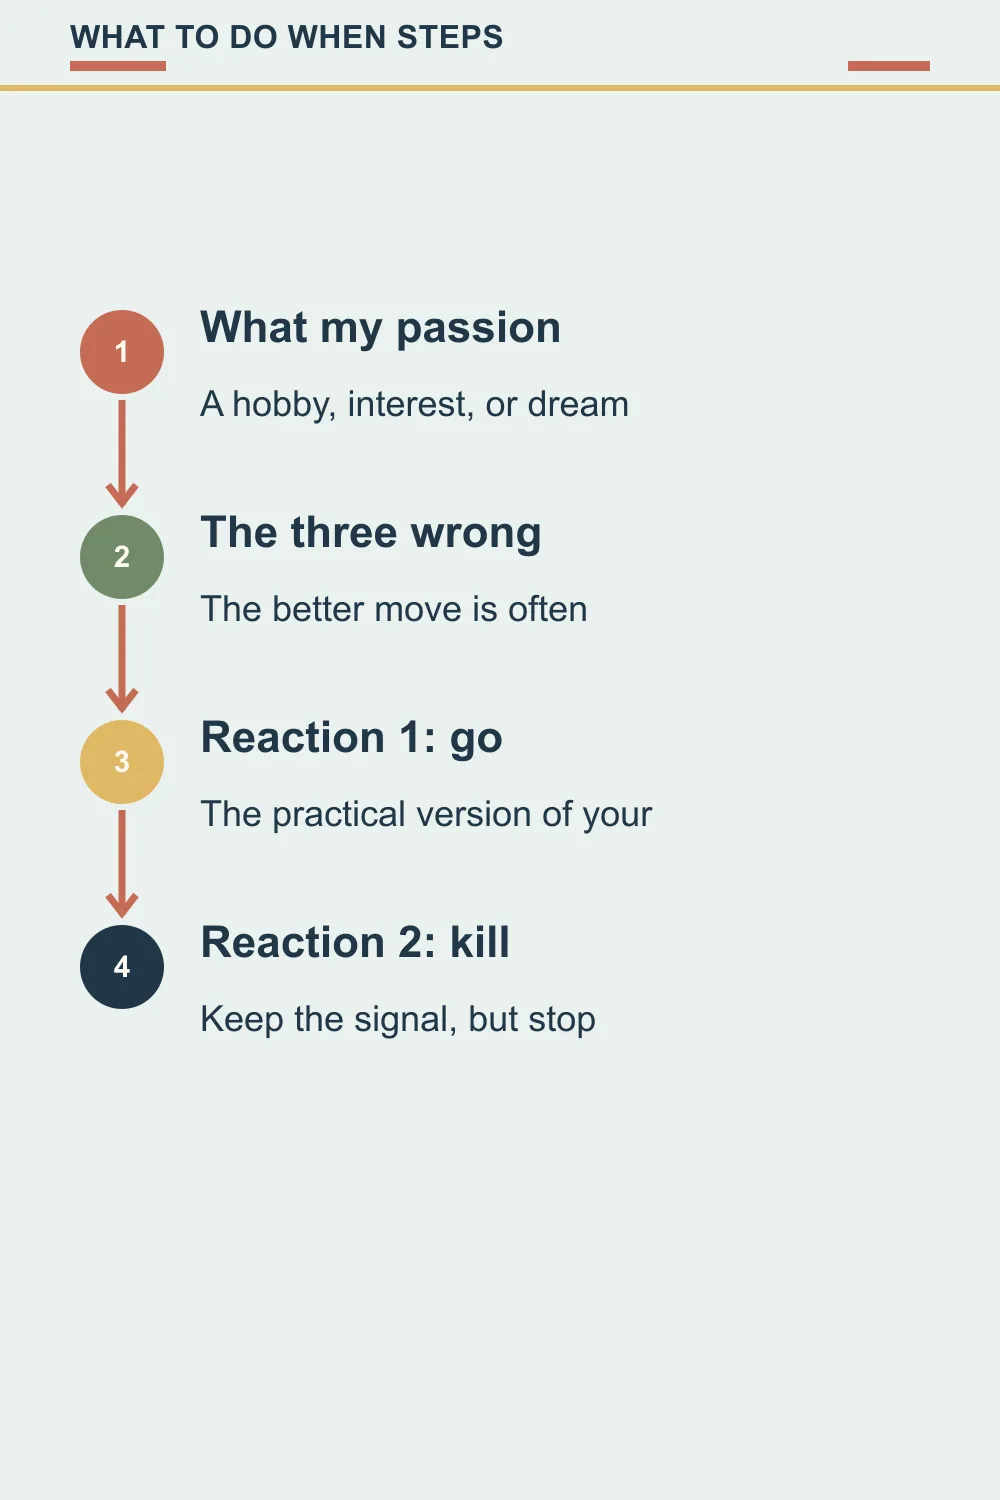 WHAT TO DO WHEN STEPS
1
What my passion
A hobby, interest, or dream
2
The three wrong
The better move is often
3
Reaction 1: go
The practical version of your
4
Reaction 2: kill
Keep the signal, but stop